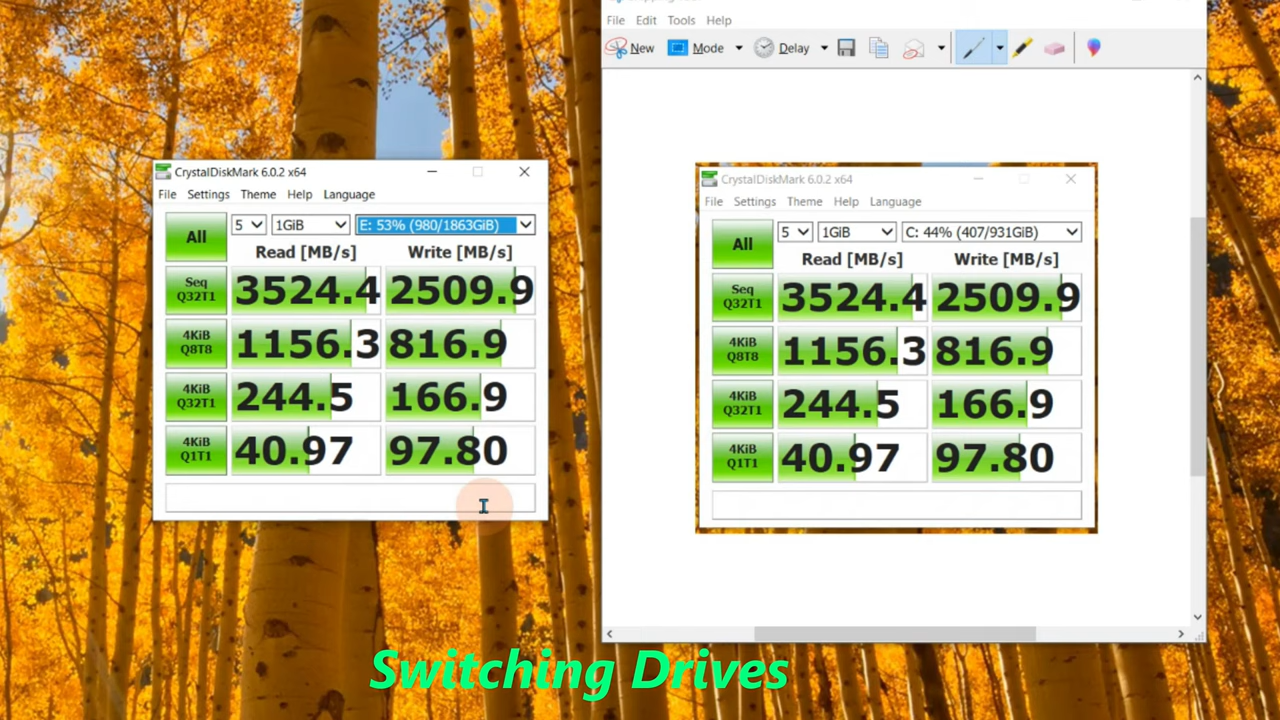 CrystalDiskMark 6.0.2 x64
File Settings Theme Help Language
All 5 1GiB E: 53% (980/1863GiB)
Read [MB/s] Write [MB/s]
Seq
Q32T1
3524.4 2509.9
4KiB
Q8T8
1156.3 816.9
4KiB
Q32T1
244.5 166.9
4KiB
Q1T1
40.97 97.80
File Edit Tools Help
New Mode Delay
CrystalDiskMark 6.0.2 x64
File Settings Theme Help Language
All 5 1GiB C: 44% (407/931GiB)
Read [MB/s] Write [MB/s]
Seq
Q32T1
3524.4 2509.9
4KiB
Q8T8
1156.3 816.9
4KiB
Q32T1
244.5 166.9
4KiB
Q1T1
40.97 97.80
Switching Drives